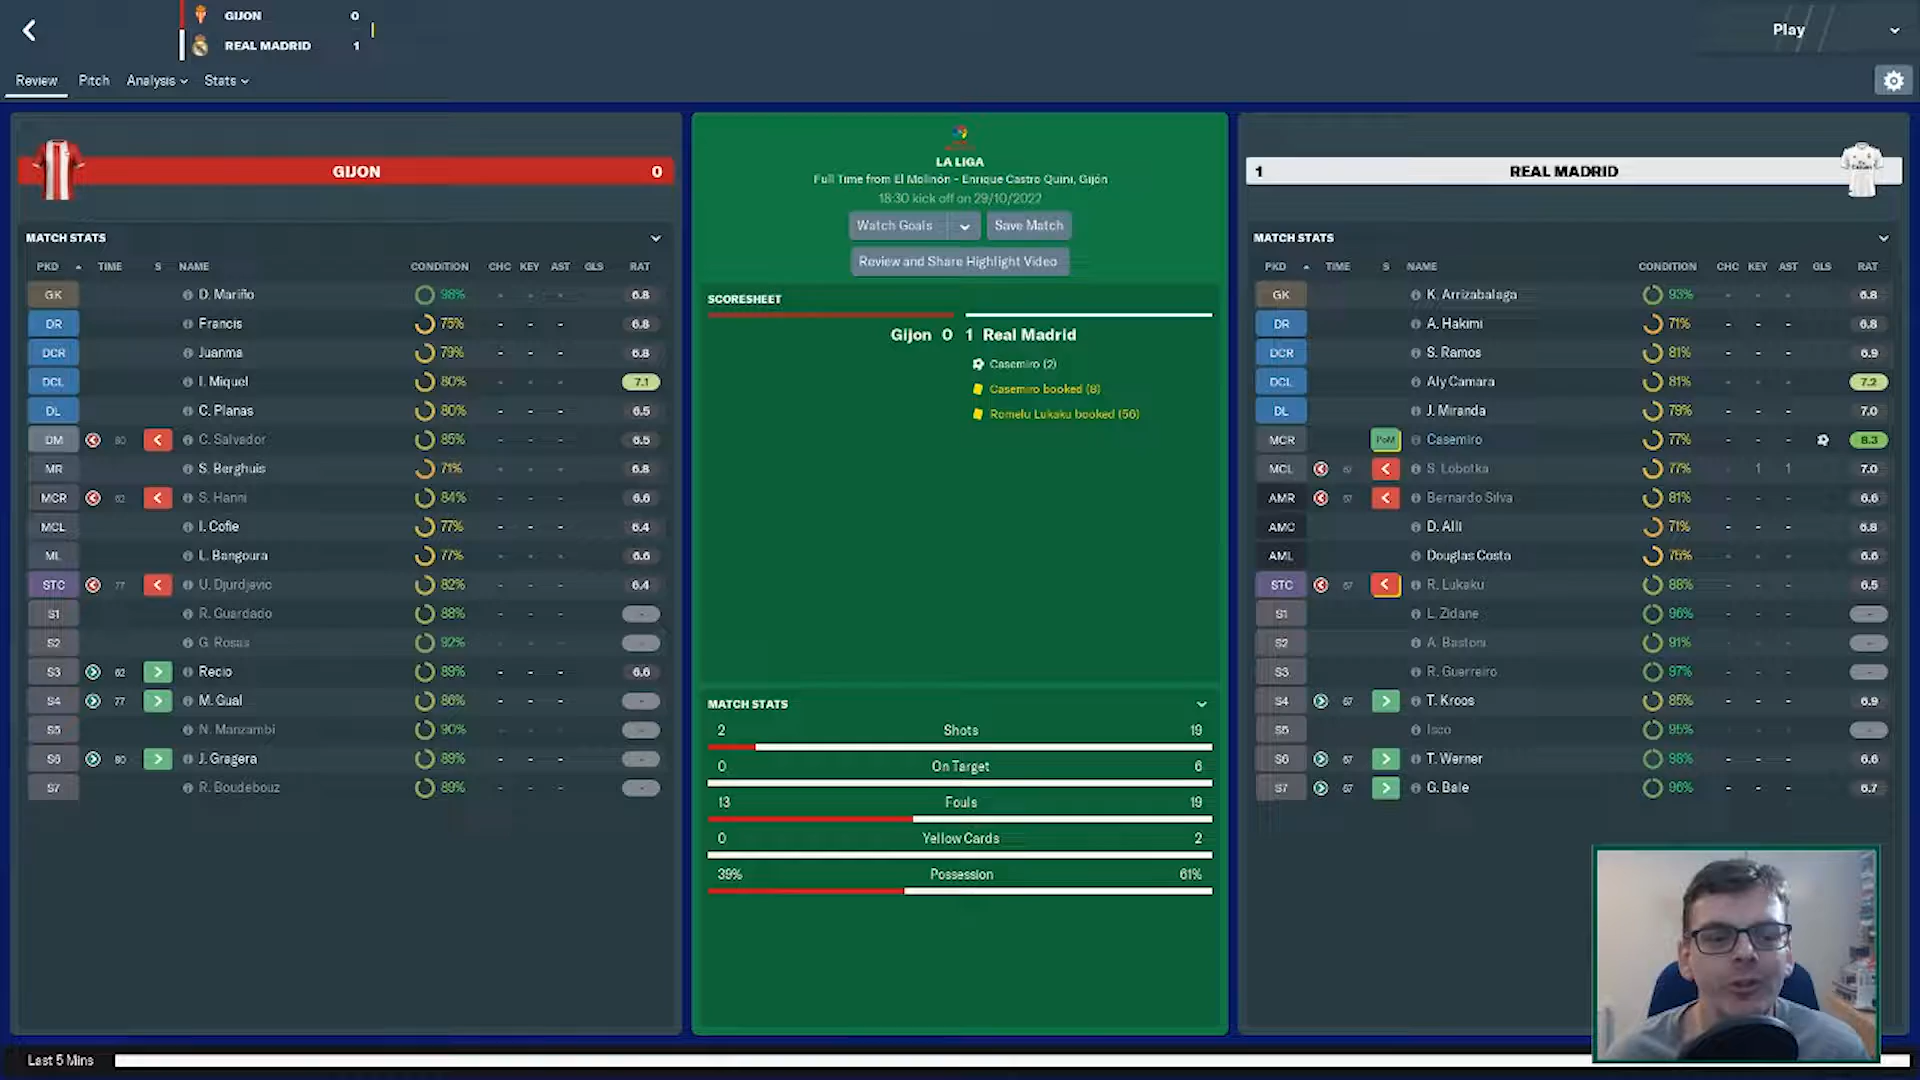 GIJON 0
REAL MADRID 1
Play
Review Pitch Analysis Stats
GIJON 0
MATCH STATS
PKD TIME S NAME CONDITION CHC KEY AST GLS RAT
GK D. Mariño 98% - - - 6.8
DR Francis 75% - - - 6.8
DCR Juanma 79% - - - 6.8
DCL I. Miquel 80% - - - 7.1
DL C. Planas 80% - - - 6.5
DM 80 C. Salvador 85% - - - 6.5
MR S. Berghuis 71% - - - 6.8
MCR 62 S. Hanni 84% - - - 6.6
MCL I. Cofie 77% - - - 6.4
ML L. Bangoura 77% - - - 6.6
STC 77 U. Djurdjevic 82% - - - 6.4
S1 R. Guardado 88% - - - -
S2 G. Rosas 92% - - - -
S3 62 Recio 89% - - - 6.6
S4 77 M. Gual 86% - - - -
S5 N. Manzambi 90% - - - -
S6 80 J. Gragera 89% - - - -
S7 R. Boudebouz 89% - - - -
LA LIGA
Full Time from El Molinón - Enrique Castro Quini, Gijón
18:30 kick off on 29/10/2022
Watch Goals Save Match
Review and Share Highlight Video
SCORESHEET
Gijon 0 1 Real Madrid
Casemiro (2)
Casemiro booked (8)
Romelu Lukaku booked (56)
MATCH STATS
2 Shots 19
0 On Target 6
13 Fouls 19
0 Yellow Cards 2
39% Possession 61%
1 REAL MADRID
MATCH STATS
PKD TIME S NAME CONDITION CHC KEY AST GLS RAT
GK K. Arrizabalaga 93% - - - 6.8
DR A. Hakimi 71% - - - 6.8
DCR S. Ramos 81% - - - 6.9
DCL Aly Camara 81% - - - 7.2
DL J. Miranda 79% - - - 7.0
MCR PoM Casemiro 77% - - - 8.3
MCL 67 S. Lobotka 77% - 1 1 7.0
AMR 67 Bernardo Silva 81% - - - 6.6
AMC D. Alli 71% - - - 6.8
AML Douglas Costa 75% - - - 6.6
STC 67 R. Lukaku 88% - - - 6.5
S1 L. Zidane 96% - - - -
S2 A. Bastoni 91% - - - -
S3 R. Guerreiro 97% - - - -
S4 67 T. Kroos 85% - - - 6.9
S5 Isco 95% - - - -
S6 67 T. Werner 98% - - - 6.6
S7 67 G. Bale 96% - - - 6.7
Last 5 Mins